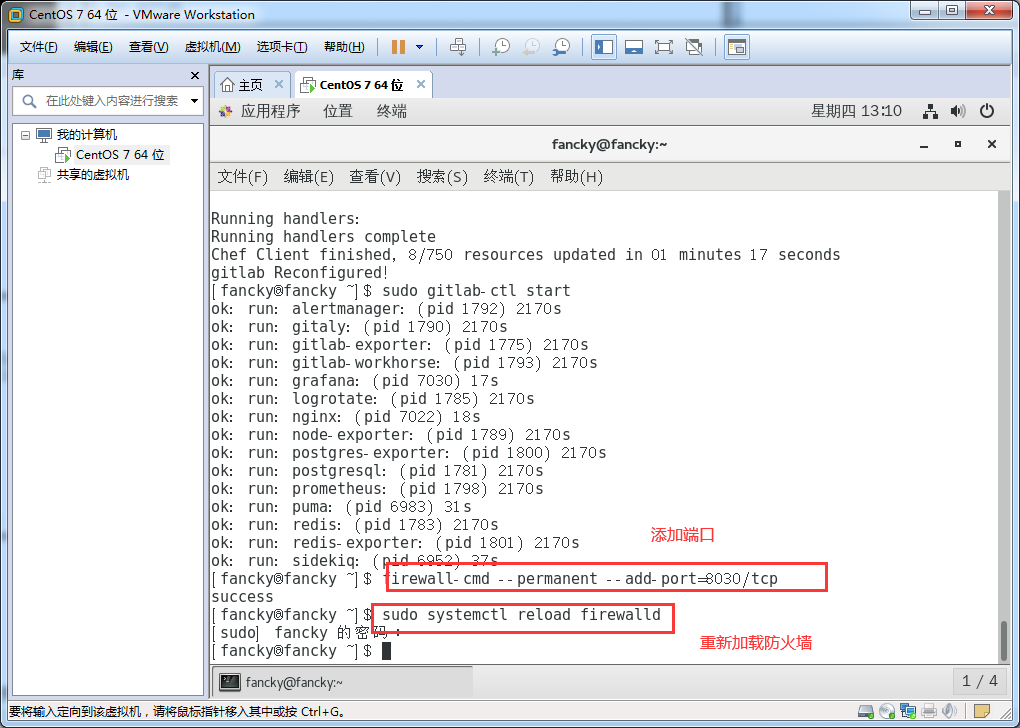 CentOS 7 64 位 - VMware Workstation
文件(F) 编辑(E) 查看(V) 虚拟机(M) 选项卡(T) 帮助(H)
库
在此处键入内容进行搜索
我的计算机
CentOS 7 64 位
共享的虚拟机
主页 CentOS 7 64 位
应用程序 位置 终端 星期四 13:10
fancky@fancky:~
文件(F) 编辑(E) 查看(V) 搜索(S) 终端(T) 帮助(H)
Running handlers:
Running handlers complete
Chef Client finished, 8/750 resources updated in 01 minutes 17 seconds
gitlab Reconfigured!
[fancky@fancky ~]$ sudo gitlab-ctl start
ok: run: alertmanager: (pid 1792) 2170s
ok: run: gitaly: (pid 1790) 2170s
ok: run: gitlab-exporter: (pid 1775) 2170s
ok: run: gitlab-workhorse: (pid 1793) 2170s
ok: run: grafana: (pid 7030) 17s
ok: run: logrotate: (pid 1785) 2170s
ok: run: nginx: (pid 7022) 18s
ok: run: node-exporter: (pid 1789) 2170s
ok: run: postgres-exporter: (pid 1800) 2170s
ok: run: postgresql: (pid 1781) 2170s
ok: run: prometheus: (pid 1798) 2170s
ok: run: puma: (pid 6983) 31s
ok: run: redis: (pid 1783) 2170s
添加端口
ok: run: redis-exporter: (pid 1801) 2170s
ok: run: sidekiq: (pid 6952) 37s
[fancky@fancky ~]$ firewall-cmd --permanent --add-port=8030/tcp
success
[fancky@fancky ~]$ sudo systemctl reload firewalld
[sudo] fancky 的密码：
重新加载防火墙
[fancky@fancky ~]$
fancky@fancky:~ 1 / 4
要将输入定向到该虚拟机，请将鼠标指针移入其中或按 Ctrl+G。